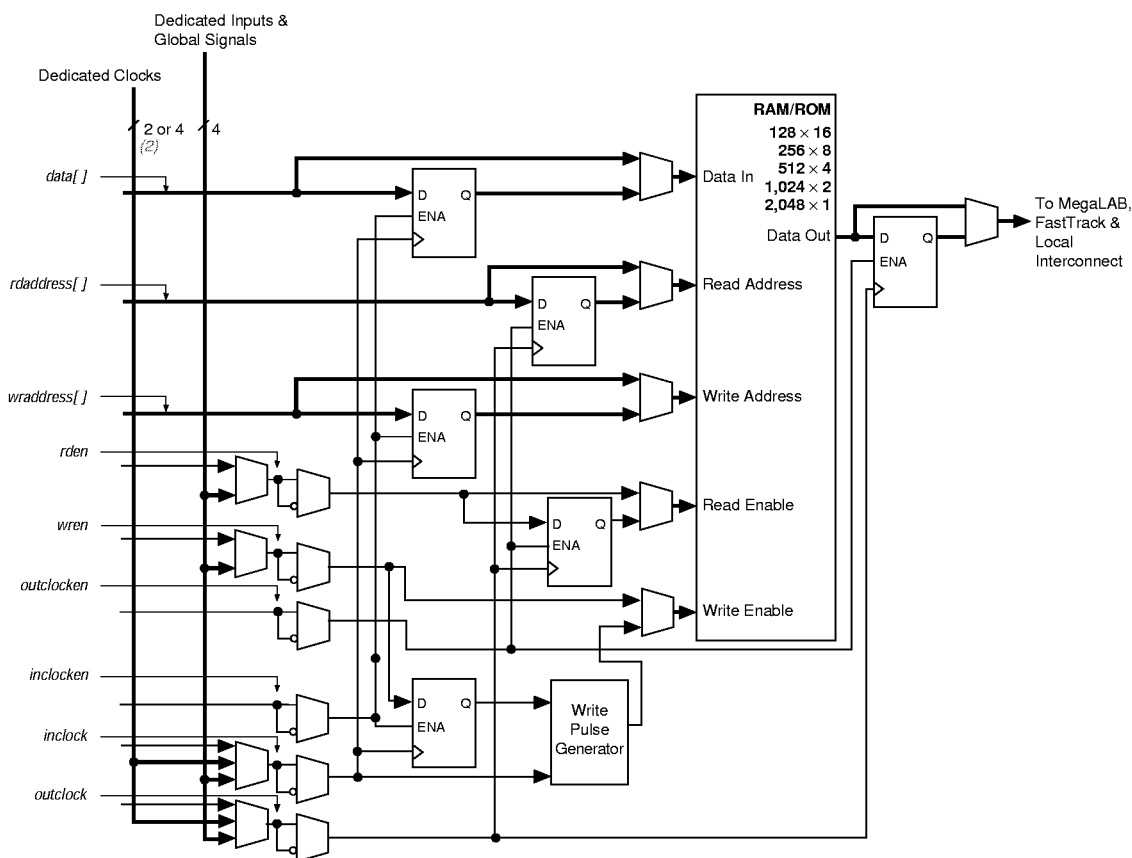 Dedicated Inputs &
Global Signals
Dedicated Clocks
2 or 4
4
(2)
RAM/ROM
128 × 16
256 × 8
512 × 4
1,024 × 2
2,048 × 1
data[ ]
D Q
ENA
Data In
Data Out
D Q
ENA
To MegaLAB,
FastTrack &
Local
Interconnect
rdaddress[ ]
D Q
ENA
Read Address
wraddress[ ]
D Q
ENA
Write Address
rden
D Q
ENA
Read Enable
wren
outclocken
Write Enable
inclocken
D Q
ENA
Write
Pulse
Generator
inclock
outclock